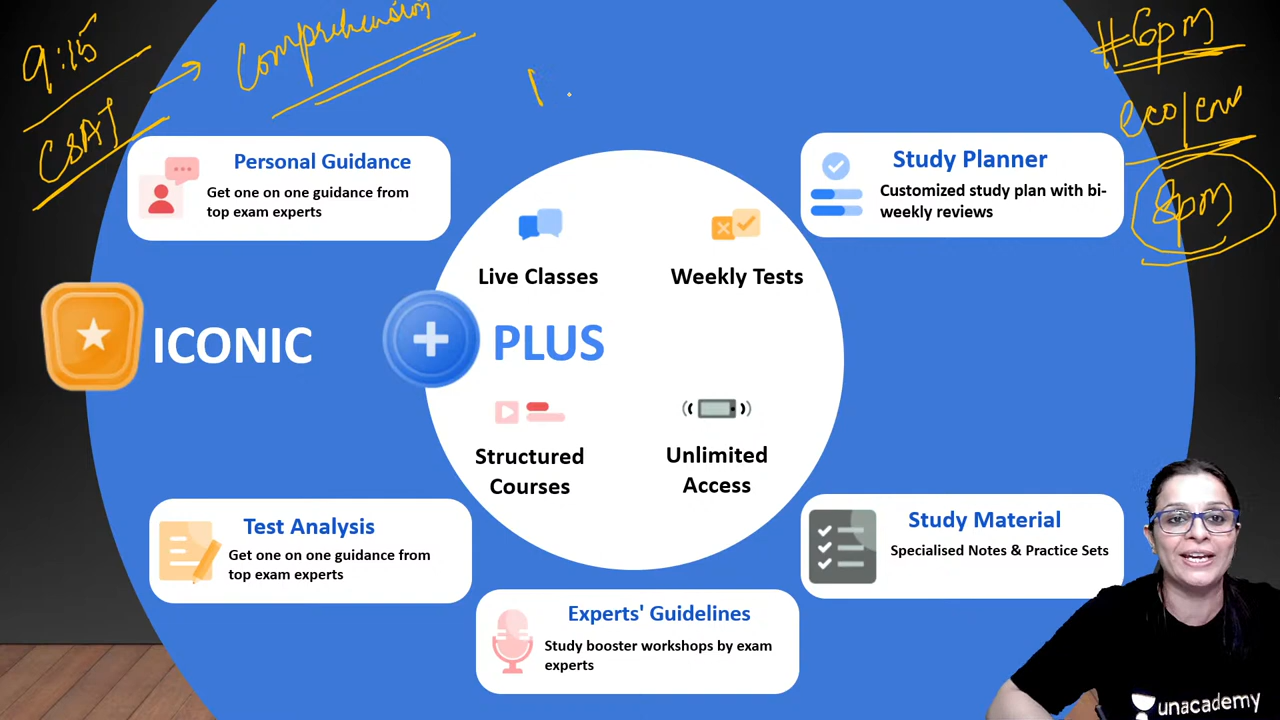 9:15
CSAT
Comprehension
#6pm
eco/env
8pm
Personal Guidance
Get one on one guidance from
top exam experts
Study Planner
Customized study plan with bi-
weekly reviews
Live Classes
Weekly Tests
ICONIC
PLUS
Structured
Courses
Unlimited
Access
Test Analysis
Get one on one guidance from
top exam experts
Study Material
Specialised Notes & Practice Sets
Experts' Guidelines
Study booster workshops by exam
experts
unacademy